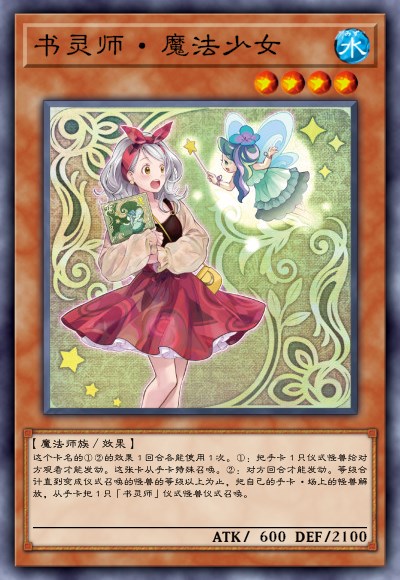 书灵师·魔法少女
水
【魔法师族/效果】
这个卡名的①②的效果1回合各能使用1次。①：把手卡1只仪式怪兽给对
方观看才能发动。这张卡从手卡特殊召唤。②：对方回合才能发动。等级合
计直到变成仪式召唤的怪兽的等级以上为止，把自己的手卡·场上的怪兽解
放，从手卡把1只「书灵师」仪式怪兽仪式召唤。
ATK/ 600 DEF/2100